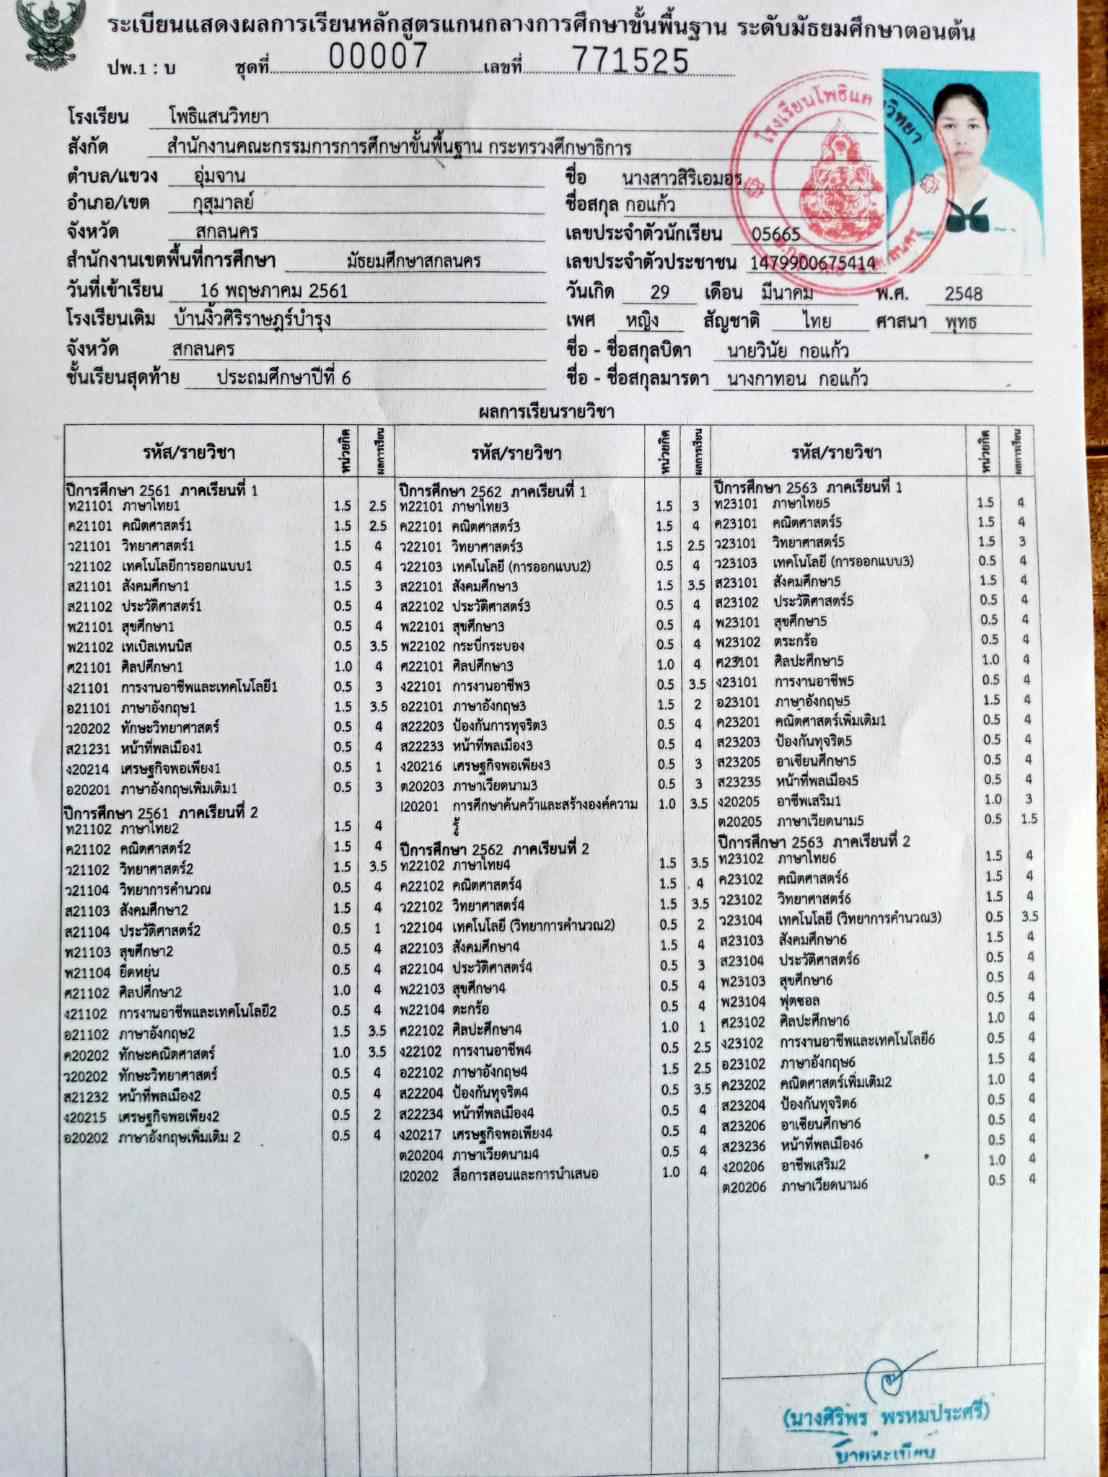 ระเบียนแสดงผลการเรียนหลักสูตรแกนกลางการศึกษาขั้นพื้นฐาน ระดับมัธยมศึกษาตอนต้น
ปพ.1 : บ ชุดที่ 00007 เลขที่ 771525
โรงเรียน โพธิแสนวิทยา
สังกัด สำนักงานคณะกรรมการการศึกษาขั้นพื้นฐาน กระทรวงศึกษาธิการ
ตำบล/แขวง อุ่มจาน
อำเภอ/เขต กุสุมาลย์
จังหวัด สกลนคร
สำนักงานเขตพื้นที่การศึกษา มัธยมศึกษาสกลนคร
วันที่เข้าเรียน 16 พฤษภาคม 2561
โรงเรียนเดิม บ้านงิ้วศิริราษฎร์บำรุง
จังหวัด สกลนคร
ชั้นเรียนสุดท้าย ประถมศึกษาปีที่ 6
ชื่อ นางสาวสิริเอมอร
ชื่อสกุล กอแก้ว
เลขประจำตัวนักเรียน 05665
เลขประจำตัวประชาชน 1479900675414
วันเกิด 29 เดือน มีนาคม พ.ศ. 2548
เพศ หญิง สัญชาติ ไทย ศาสนา พุทธ
ชื่อ - ชื่อสกุลบิดา นายวินัย กอแก้ว
ชื่อ - ชื่อสกุลมารดา นางกาทอน กอแก้ว
ผลการเรียนรายวิชา
รหัส/รายวิชา หน่วยกิต ผลการเรียน
ปีการศึกษา 2561 ภาคเรียนที่ 1
ท21101 ภาษาไทย1 1.5 2.5
ค21101 คณิตศาสตร์1 1.5 2.5
ว21101 วิทยาศาสตร์1 1.5 4
ว21102 เทคโนโลยีการออกแบบ1 0.5 4
ส21101 สังคมศึกษา1 1.5 3
ส21102 ประวัติศาสตร์1 0.5 4
พ21101 สุขศึกษา1 0.5 4
พ21102 เทเบิลเทนนิส 0.5 3.5
ศ21101 ศิลปศึกษา1 1.0 4
ง21101 การงานอาชีพและเทคโนโลยี1 0.5 3
อ21101 ภาษาอังกฤษ1 1.5 3.5
ว20202 ทักษะวิทยาศาสตร์ 0.5 4
ส21231 หน้าที่พลเมือง1 0.5 4
ง20214 เศรษฐกิจพอเพียง1 0.5 1
อ20201 ภาษาอังกฤษเพิ่มเติม1 0.5 3
ปีการศึกษา 2561 ภาคเรียนที่ 2
ท21102 ภาษาไทย2 1.5 4
ค21102 คณิตศาสตร์2 1.5 4
ว21102 วิทยาศาสตร์2 1.5 3.5
ว21104 วิทยาการคำนวณ 0.5 4
ส21103 สังคมศึกษา2 1.5 4
ส21104 ประวัติศาสตร์2 0.5 1
พ21103 สุขศึกษา2 0.5 4
พ21104 ยืดหยุ่น 0.5 4
ศ21102 ศิลปศึกษา2 1.0 4
ง21102 การงานอาชีพและเทคโนโลยี2 0.5 4
อ21102 ภาษาอังกฤษ2 1.5 3.5
ค20202 ทักษะคณิตศาสตร์ 1.0 3.5
ว20202 ทักษะวิทยาศาสตร์ 0.5 4
ส21232 หน้าที่พลเมือง2 0.5 4
ง20215 เศรษฐกิจพอเพียง2 0.5 2
อ20202 ภาษาอังกฤษเพิ่มเติม 2 0.5 4
รหัส/รายวิชา หน่วยกิต ผลการเรียน
ปีการศึกษา 2562 ภาคเรียนที่ 1
ท22101 ภาษาไทย3 1.5 3
ค22101 คณิตศาสตร์3 1.5 4
ว22101 วิทยาศาสตร์3 1.5 2.5
ว22103 เทคโนโลยี (การออกแบบ2) 0.5 4
ส22101 สังคมศึกษา3 1.5 3.5
ส22102 ประวัติศาสตร์3 0.5 4
พ22101 สุขศึกษา3 0.5 4
พ22102 กระบี่กระบอง 0.5 4
ศ22101 ศิลปศึกษา3 1.0 4
ง22101 การงานอาชีพ3 0.5 3.5
อ22101 ภาษาอังกฤษ3 1.5 2
ส22203 ป้องกันการทุจริต3 0.5 4
ส22233 หน้าที่พลเมือง3 0.5 4
ง20216 เศรษฐกิจพอเพียง3 0.5 3
ต20203 ภาษาเวียดนาม3 0.5 3
I20201 การศึกษาค้นคว้าและสร้างองค์ความ 1.0 3.5
รู้
ปีการศึกษา 2562 ภาคเรียนที่ 2
ท22102 ภาษาไทย4 1.5 3.5
ค22102 คณิตศาสตร์4 1.5 4
ว22102 วิทยาศาสตร์4 1.5 3.5
ว22104 เทคโนโลยี (วิทยาการคำนวณ2) 0.5 2
ส22103 สังคมศึกษา4 1.5 4
ส22104 ประวัติศาสตร์4 0.5 3
พ22103 สุขศึกษา4 0.5 4
พ22104 ตะกร้อ 0.5 4
ศ22102 ศิลปะศึกษา4 1.0 1
ง22102 การงานอาชีพ4 0.5 2.5
อ22102 ภาษาอังกฤษ4 1.5 2.5
ส22204 ป้องกันทุจริต4 0.5 3.5
ส22234 หน้าที่พลเมือง4 0.5 4
ง20217 เศรษฐกิจพอเพียง4 0.5 4
ต20204 ภาษาเวียดนาม4 0.5 4
I20202 สื่อการสอนและการนำเสนอ 1.0 4
รหัส/รายวิชา หน่วยกิต ผลการเรียน
ปีการศึกษา 2563 ภาคเรียนที่ 1
ท23101 ภาษาไทย5 1.5 4
ค23101 คณิตศาสตร์5 1.5 4
ว23101 วิทยาศาสตร์5 1.5 3
ว23103 เทคโนโลยี (การออกแบบ3) 0.5 4
ส23101 สังคมศึกษา5 1.5 4
ส23102 ประวัติศาสตร์5 0.5 4
พ23101 สุขศึกษา5 0.5 4
พ23102 ตระกร้อ 0.5 4
ศ23101 ศิลปะศึกษา5 1.0 4
ง23101 การงานอาชีพ5 0.5 4
อ23101 ภาษาอังกฤษ5 1.5 4
ค23201 คณิตศาสตร์เพิ่มเติม1 0.5 4
ส23203 ป้องกันทุจริต5 0.5 4
ส23205 อาเซียนศึกษา5 0.5 4
ส23235 หน้าที่พลเมือง5 0.5 4
ง20205 อาชีพเสริม1 1.0 3
ต20205 ภาษาเวียดนาม5 0.5 1.5
ปีการศึกษา 2563 ภาคเรียนที่ 2
ท23102 ภาษาไทย6 1.5 4
ค23102 คณิตศาสตร์6 1.5 4
ว23102 วิทยาศาสตร์6 1.5 4
ว23104 เทคโนโลยี (วิทยาการคำนวณ3) 0.5 3.5
ส23103 สังคมศึกษา6 1.5 4
ส23104 ประวัติศาสตร์6 0.5 4
พ23103 สุขศึกษา6 0.5 4
พ23104 ฟุตซอล 0.5 4
ศ23102 ศิลปะศึกษา6 1.0 4
ง23102 การงานอาชีพและเทคโนโลยี6 0.5 4
อ23102 ภาษาอังกฤษ6 1.5 4
ค23202 คณิตศาสตร์เพิ่มเติม2 1.0 4
ส23204 ป้องกันทุจริต6 0.5 4
ส23206 อาเซียนศึกษา6 0.5 4
ส23236 หน้าที่พลเมือง6 0.5 4
ง20206 อาชีพเสริม2 1.0 4
ต20206 ภาษาเวียดนาม6 0.5 4
(นางศิริพร พรหมประศรี)
นายทะเบียน